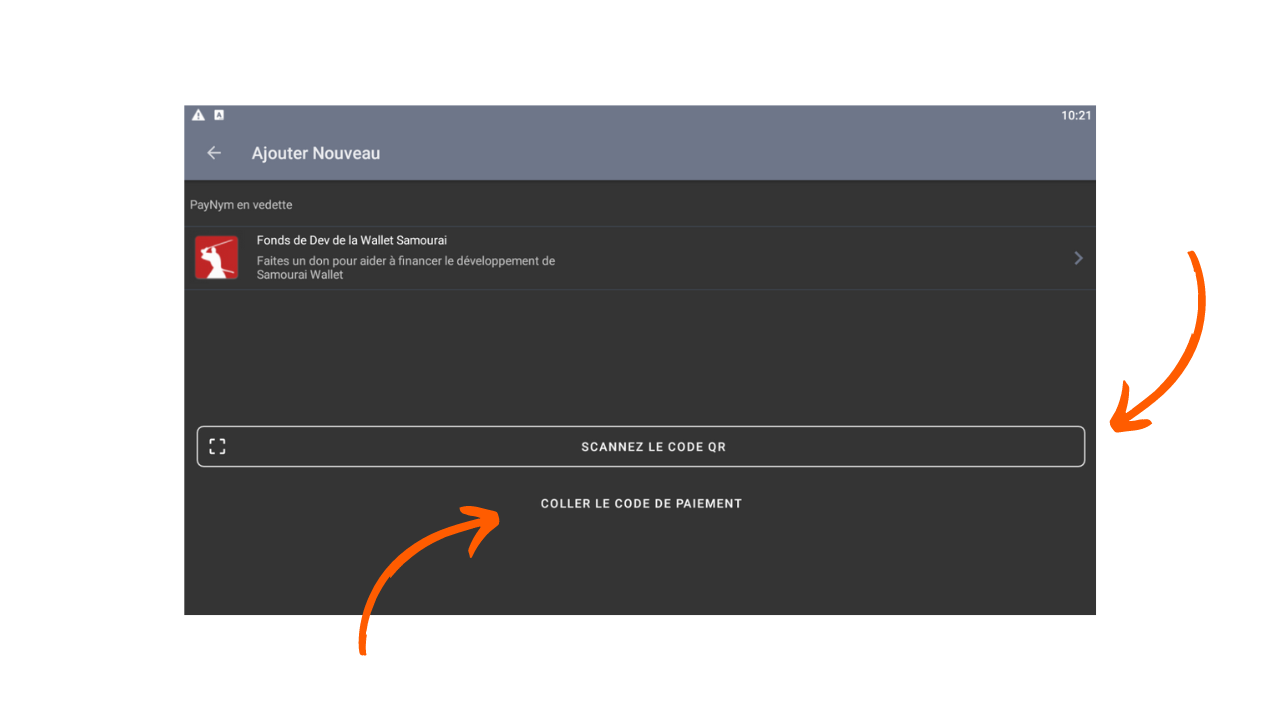 10:21
Ajouter Nouveau
PayNym en vedette
Fonds de Dev de la Wallet Samourai
Faites un don pour aider à financer le développement de
Samourai Wallet
SCANNEZ LE CODE QR
COLLER LE CODE DE PAIEMENT